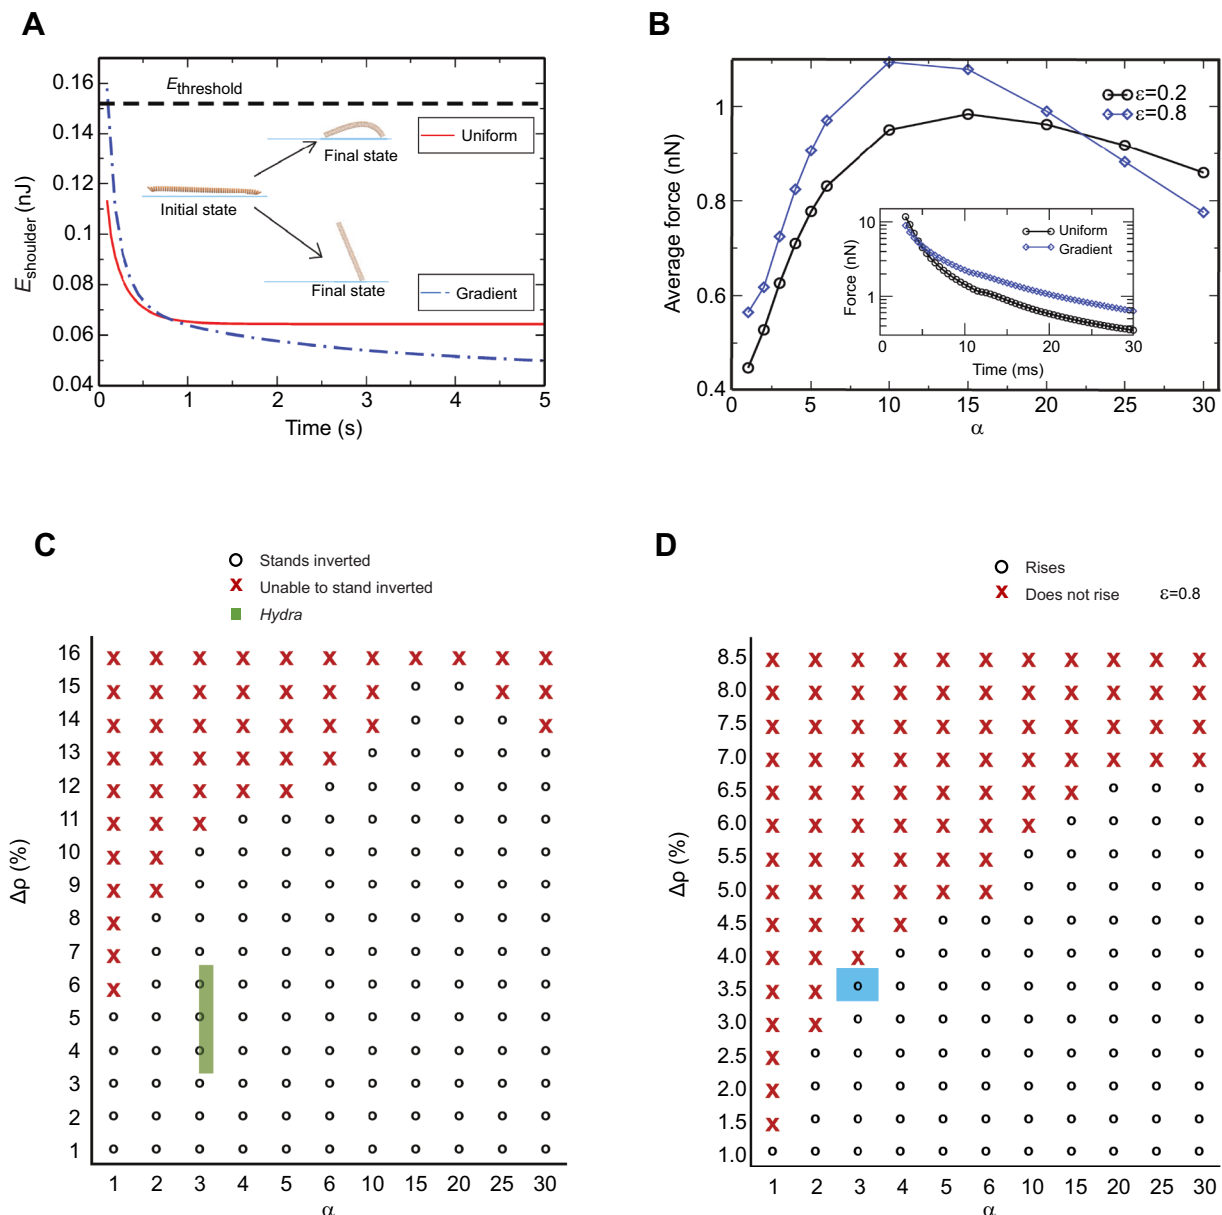 A
E_shoulder (nJ)
0.16
0.14
0.12
0.1
0.08
0.06
0.04
E_threshold
Uniform
Final state
Initial state
Final state
Gradient
0 1 2 3 4 5
Time (s)
B
Average force (nN)
1
0.8
0.6
0.4
ε=0.2
ε=0.8
Force (nN)
10
1
Uniform
Gradient
0 10 20 30
Time (ms)
0 5 10 15 20 25 30
α
C
o Stands inverted
X Unable to stand inverted
Hydra
Δρ (%)
16 X X X X X X X X X X X
15 X X X X X X X o o X X
14 X X X X X X X o o o X
13 X X X X X X o o o o o
12 X X X X X o o o o o o
11 X X X o o o o o o o o
10 X X o o o o o o o o o
9 X X o o o o o o o o o
8 X o o o o o o o o o o
7 X o o o o o o o o o o
6 X o o o o o o o o o o
5 o o o o o o o o o o o
4 o o o o o o o o o o o
3 o o o o o o o o o o o
2 o o o o o o o o o o o
1 o o o o o o o o o o o
1 2 3 4 5 6 10 15 20 25 30
α
D
o Rises
X Does not rise ε=0.8
Δρ (%)
8.5 X X X X X X X X X X X
8.0 X X X X X X X X X X X
7.5 X X X X X X X X X X X
7.0 X X X X X X X X X X X
6.5 X X X X X X X X o o o
6.0 X X X X X X X o o o o
5.5 X X X X X X o o o o o
5.0 X X X X X X o o o o o
4.5 X X X X o o o o o o o
4.0 X X X o o o o o o o o
3.5 X X o o o o o o o o o
3.0 X X o o o o o o o o o
2.5 X o o o o o o o o o o
2.0 X o o o o o o o o o o
1.5 X o o o o o o o o o o
1.0 o o o o o o o o o o o
1 2 3 4 5 6 10 15 20 25 30
α